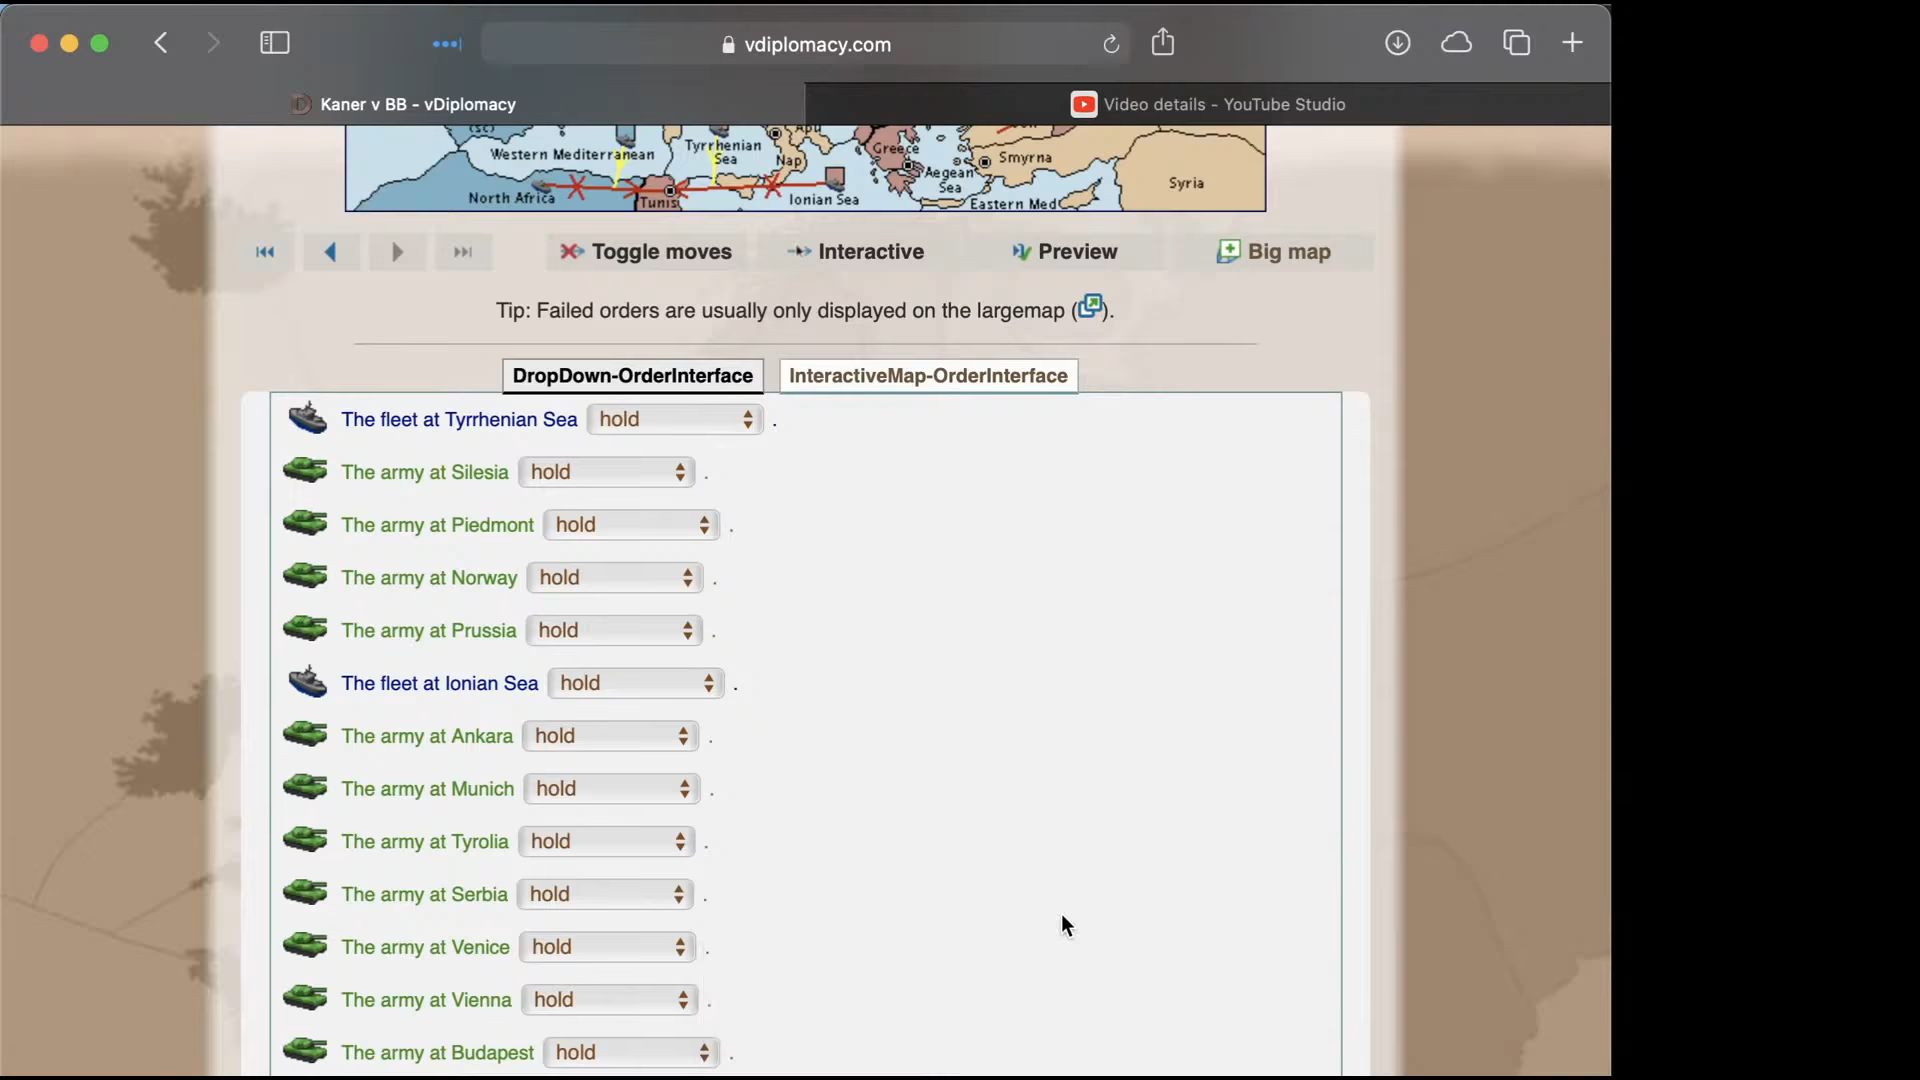 vdiplomacy.com
Kaner v BB - vDiplomacy
Video details - YouTube Studio
(sc)
Apu
Western Mediterranean
Tyrrhenian
Sea
Nap
Greece
Smyrna
Aegean
Sea
Syria
North Africa
Tunis
Ionian Sea
Eastern Med
Toggle moves
Interactive
Preview
Big map
Tip: Failed orders are usually only displayed on the largemap ( ).
DropDown-OrderInterface
InteractiveMap-OrderInterface
The fleet at Tyrrhenian Sea hold .
The army at Silesia hold .
The army at Piedmont hold .
The army at Norway hold .
The army at Prussia hold .
The fleet at Ionian Sea hold .
The army at Ankara hold .
The army at Munich hold .
The army at Tyrolia hold .
The army at Serbia hold .
The army at Venice hold .
The army at Vienna hold .
The army at Budapest hold .